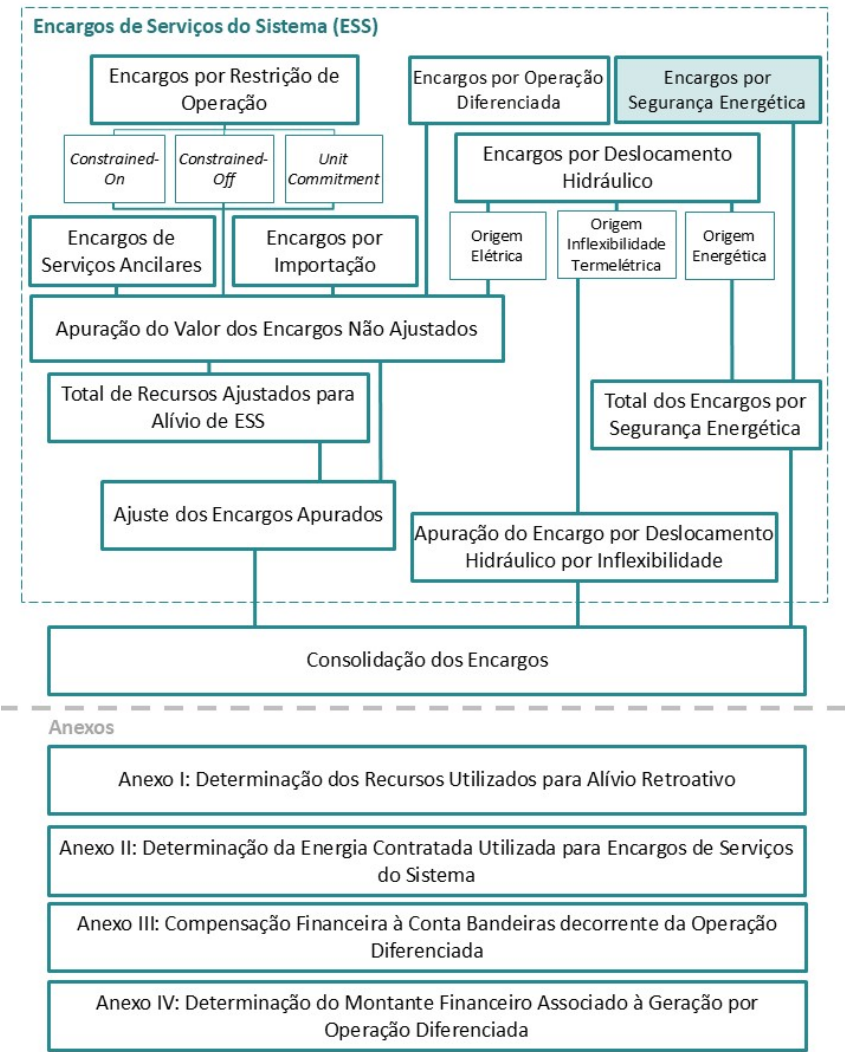 Encargos de Serviços do Sistema (ESS)
Encargos por Restrição de
Operação
Encargos por Operação
Diferenciada
Encargos por
Segurança Energética
Constrained-
On
Constrained-
Off
Unit
Commitment
Encargos por Deslocamento
Hidráulico
Encargos de
Serviços Ancilares
Encargos por
Importação
Origem
Elétrica
Origem
Inflexibilidade
Termelétrica
Origem
Energética
Apuração do Valor dos Encargos Não Ajustados
Total de Recursos Ajustados para
Alívio de ESS
Total dos Encargos por
Segurança Energética
Ajuste dos Encargos Apurados
Apuração do Encargo por Deslocamento
Hidráulico por Inflexibilidade
Consolidação dos Encargos
Anexos
Anexo I: Determinação dos Recursos Utilizados para Alívio Retroativo
Anexo II: Determinação da Energia Contratada Utilizada para Encargos de Serviços
do Sistema
Anexo III: Compensação Financeira à Conta Bandeiras decorrente da Operação
Diferenciada
Anexo IV: Determinação do Montante Financeiro Associado à Geração por
Operação Diferenciada